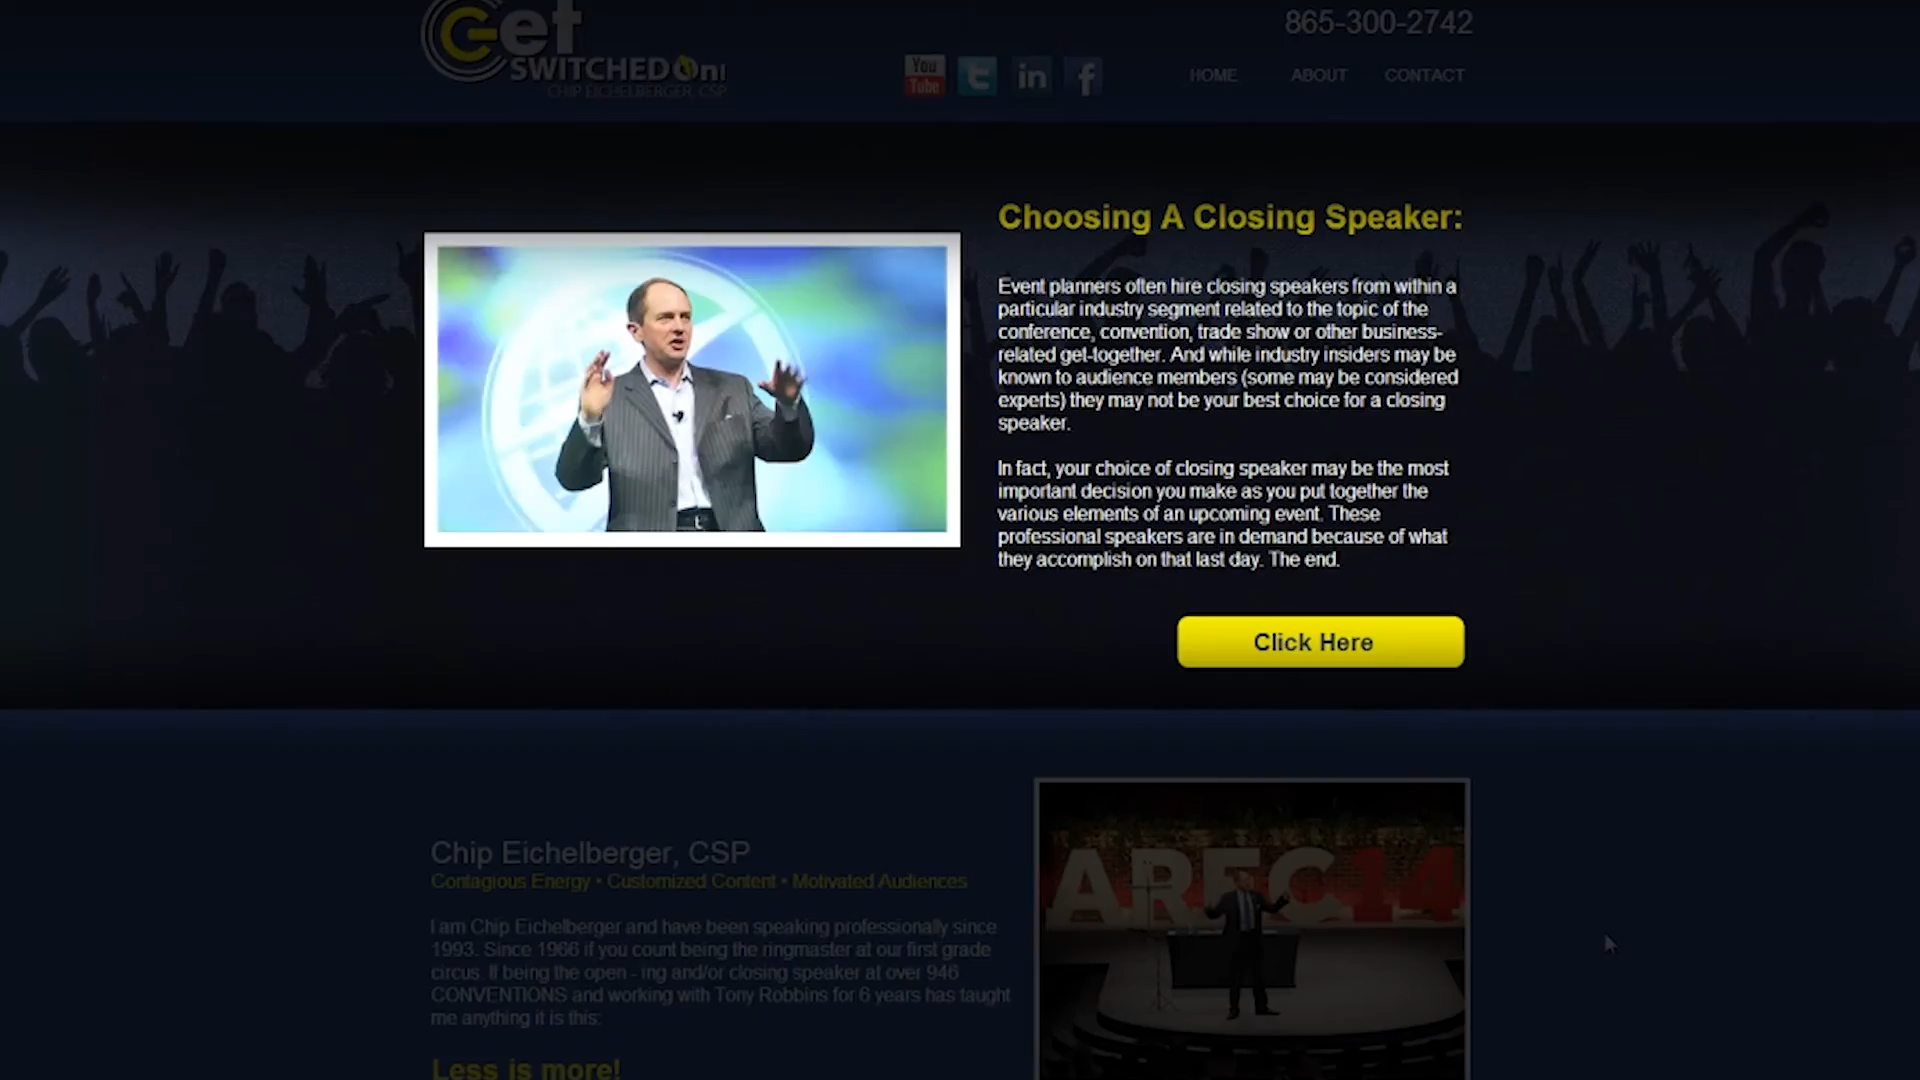 Get
SWITCHEDOn!
CHIP EICHELBERGER, CSP
865-300-2742
You
Tube
in
f
HOME
ABOUT
CONTACT
Choosing A Closing Speaker:
Event planners often hire closing speakers from within a
particular industry segment related to the topic of the
conference, convention, trade show or other business-
related get-together. And while industry insiders may be
known to audience members (some may be considered
experts) they may not be your best choice for a closing
speaker.
In fact, your choice of closing speaker may be the most
important decision you make as you put together the
various elements of an upcoming event. These
professional speakers are in demand because of what
they accomplish on that last day. The end.
Click Here
Chip Eichelberger, CSP
Contagious Energy • Customized Content • Motivated Audiences
I am Chip Eichelberger and have been speaking professionally since
1993. Since 1966 if you count being the ringmaster at our first grade
circus. If being the open - ing and/or closing speaker at over 946
CONVENTIONS and working with Tony Robbins for 6 years has taught
me anything it is this:
Less is more!
AREC14